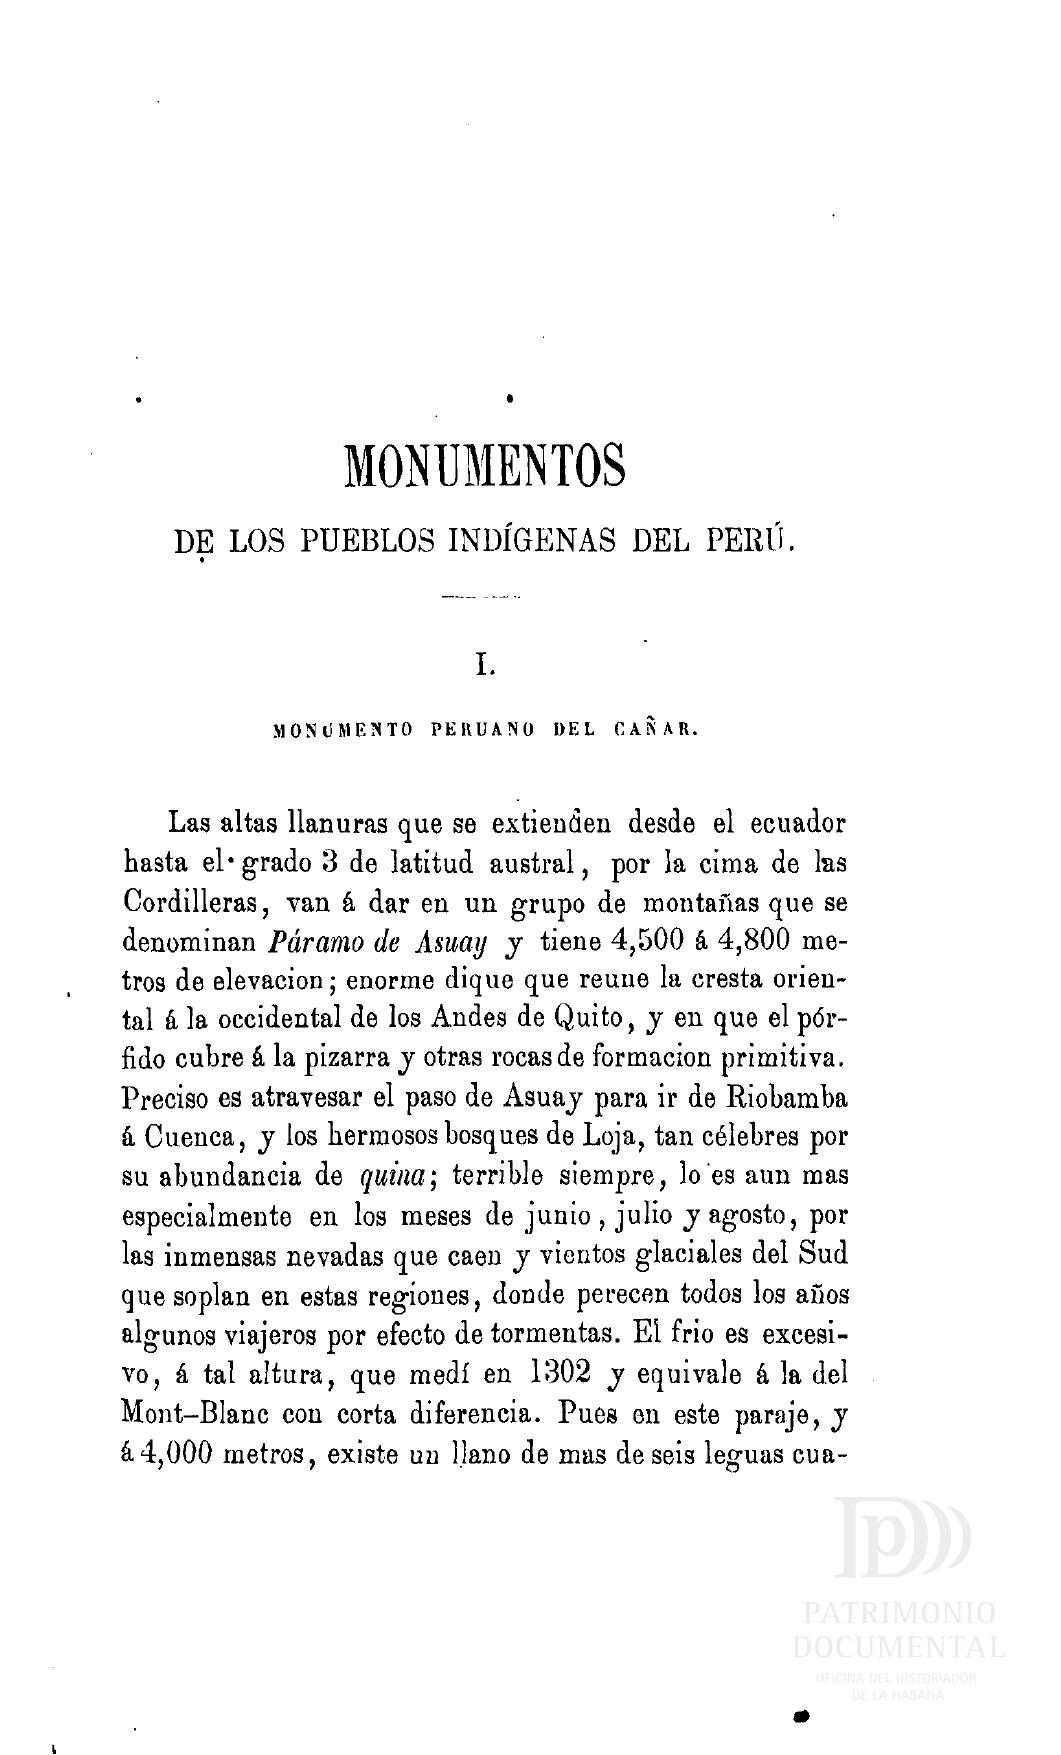 MONUMENTOS
DE LOS PUEBLOS INDÍGENAS DEL PERÚ.
I.
MONUMENTO PERUANO DEL CAÑAR.
Las altas llanuras que se extienden desde el ecuador
hasta el grado 3 de latitud austral, por la cima de las
Cordilleras, van á dar en un grupo de montañas que se
denominan Páramo de Asuay y tiene 4,500 á 4,800 me-
tros de elevacion; enorme dique que reune la cresta orien-
tal á la occidental de los Andes de Quito, y en que el pór-
fido cubre á la pizarra y otras rocas de formacion primitiva.
Preciso es atravesar el paso de Asuay para ir de Riobamba
á Cuenca, y los hermosos bosques de Loja, tan célebres por
su abundancia de quina; terrible siempre, lo es aun mas
especialmente en los meses de junio, julio y agosto, por
las inmensas nevadas que caen y vientos glaciales del Sud
que soplan en estas regiones, donde perecen todos los años
algunos viajeros por efecto de tormentas. El frio es excesi-
vo, á tal altura, que medí en 1302 y equivale á la del
Mont-Blanc con corta diferencia. Pues en este paraje, y
á 4,000 metros, existe un llano de mas de seis leguas cua-
PATRIMONIO
DOCUMENTAL
OFICINA DEL HISTORIADOR
DE LA HABANA